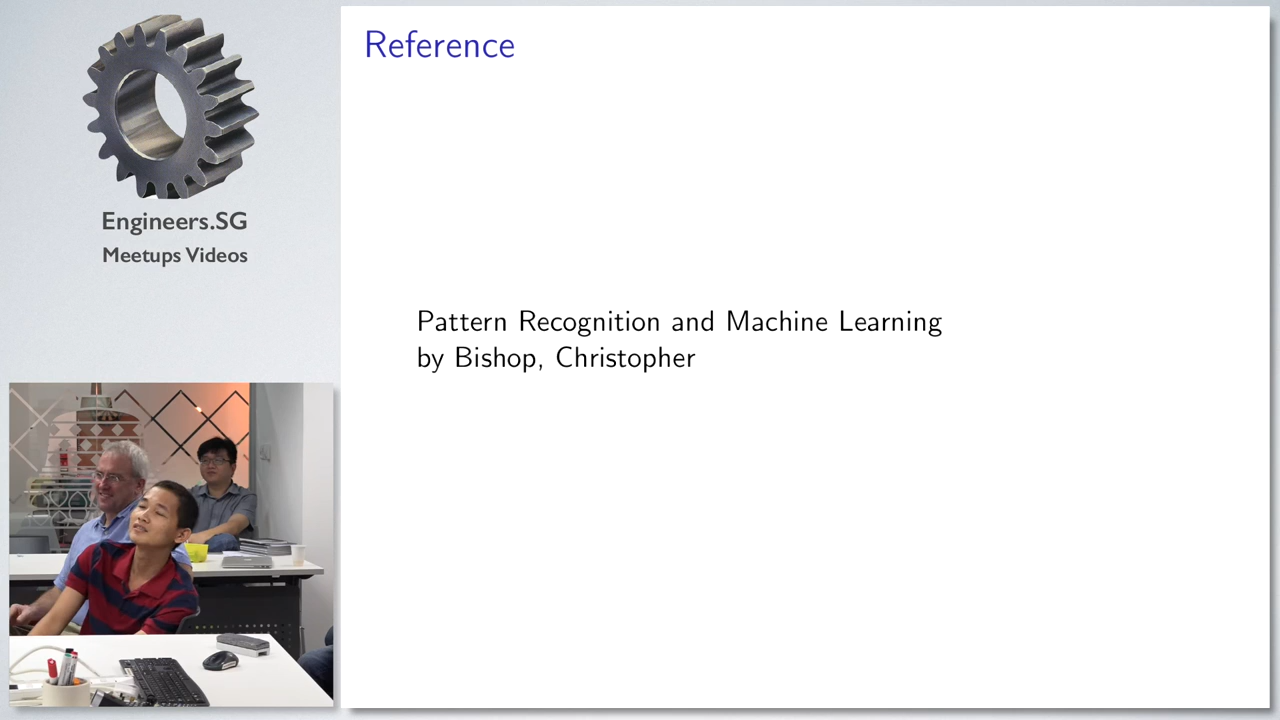 Engineers.SG
Meetups Videos
Reference
Pattern Recognition and Machine Learning
by Bishop, Christopher